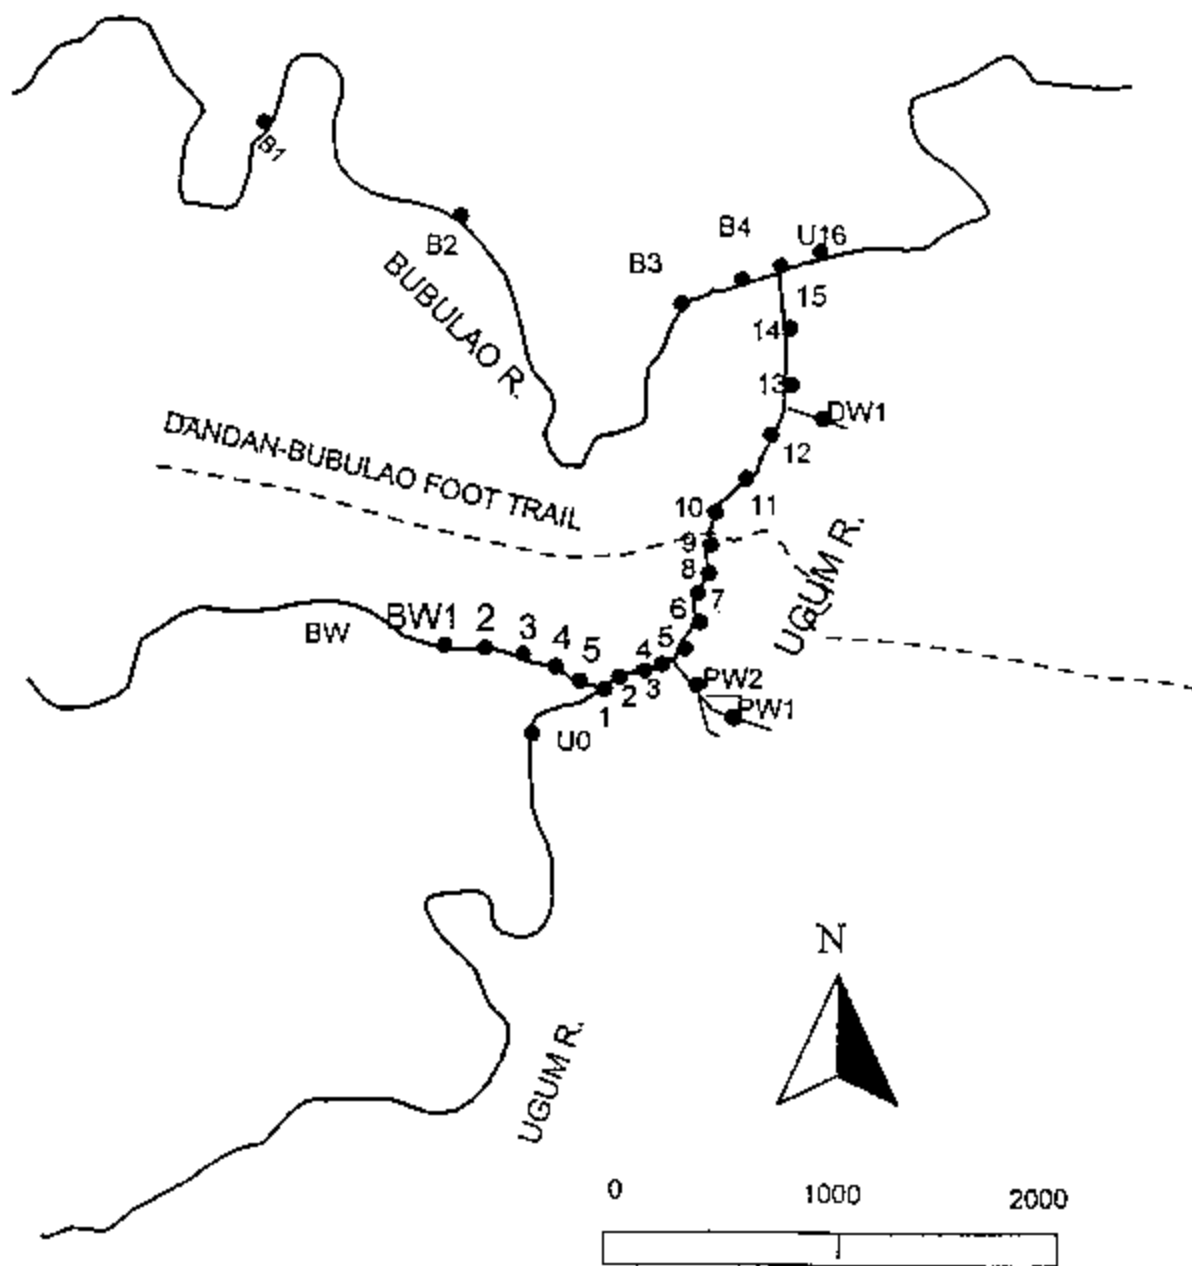 B1
B2
BUBULAO R.
B3
B4
U16
15
14
13
DW1
12
11
10
9
8
7
6
DANDAN-BUBULAO FOOT TRAIL
UGUM R.
BW
BW1
2
3
4
5
5
4
3
2
1
PW2
PW1
U0
UGUM R.
N
0 1000 2000